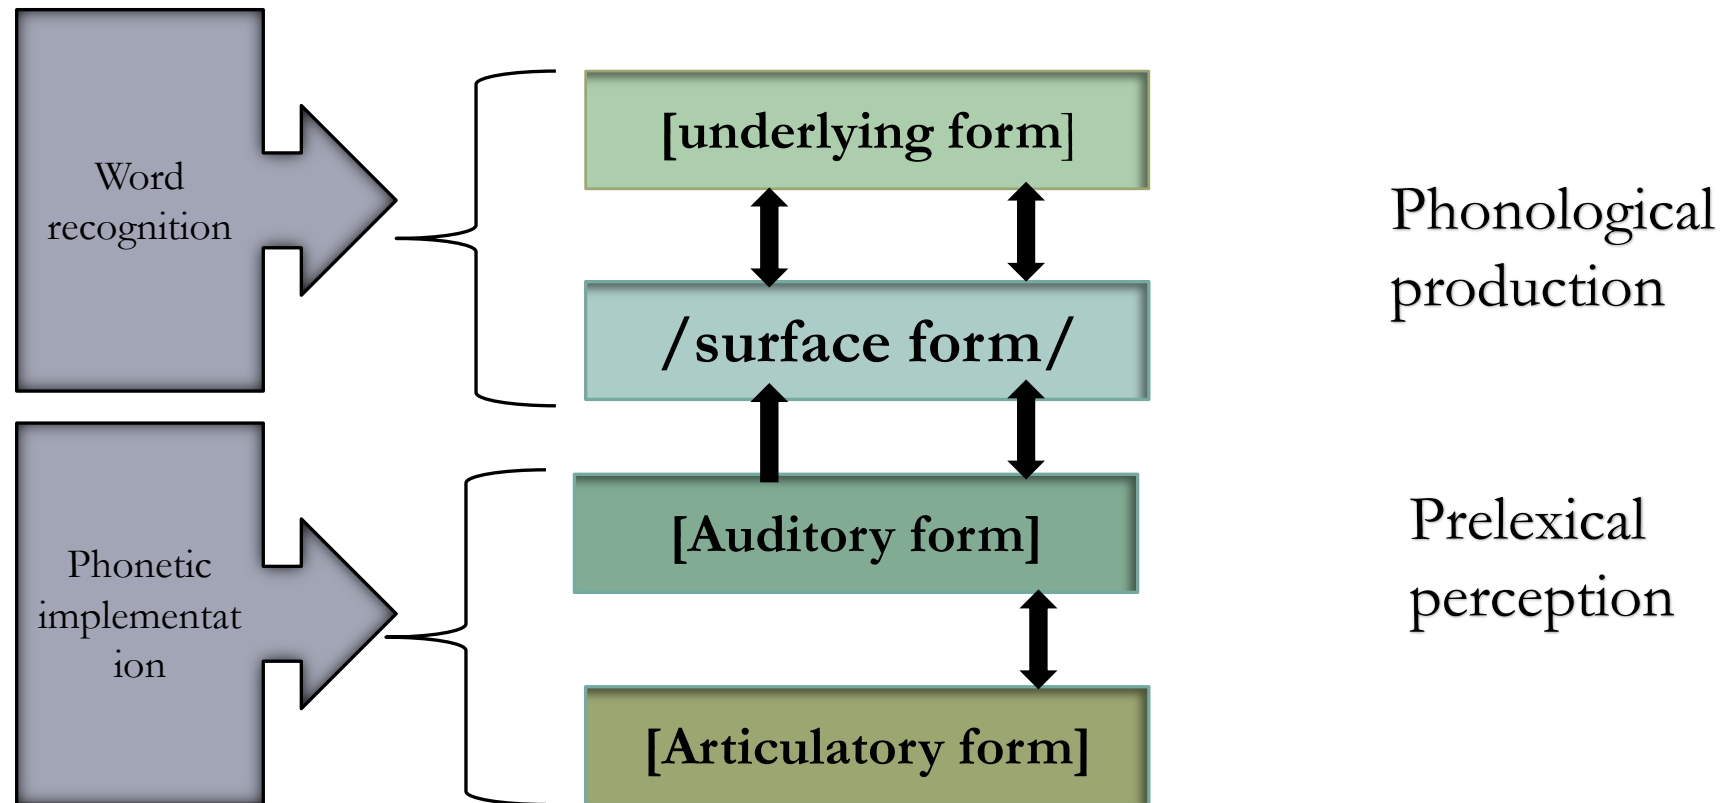 Word
recognition
[underlying form]
Phonological
production
/surface form/
Phonetic
implementat
ion
[Auditory form]
Prelexical
perception
[Articulatory form]